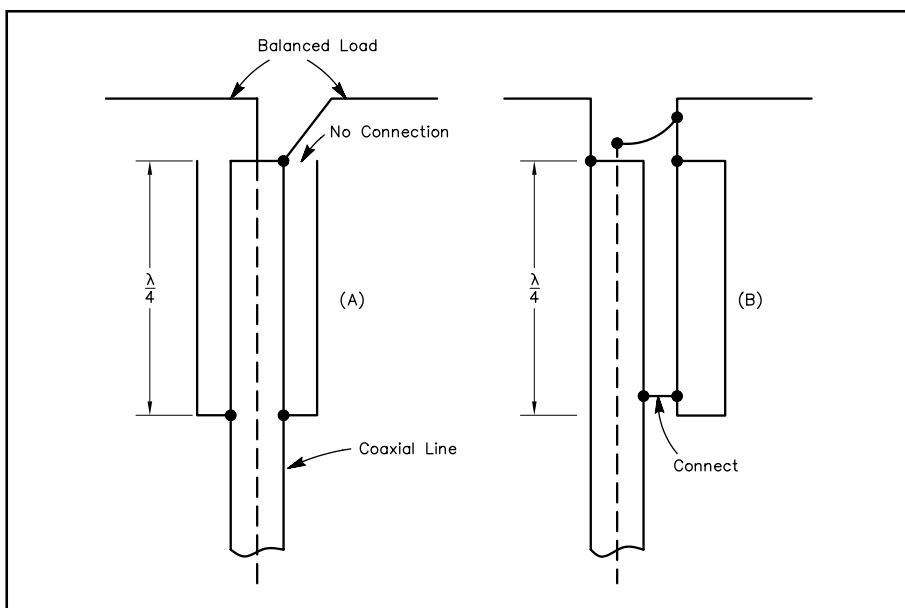 Balanced Load
No Connection
λ
4
(A)
λ
4
(B)
Coaxial Line
Connect